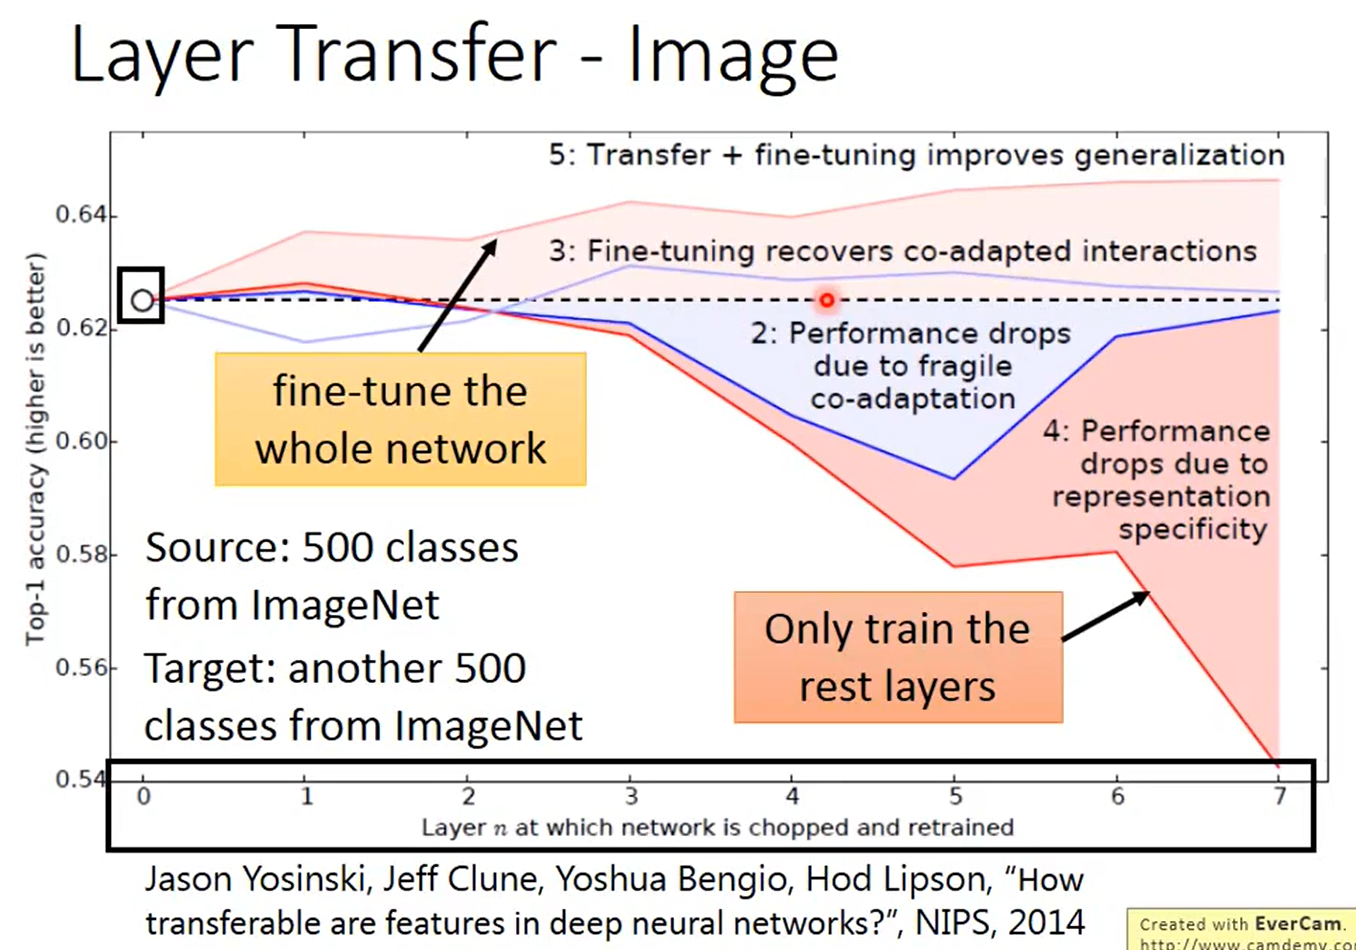 Layer Transfer - Image
5: Transfer + fine-tuning improves generalization
0.64
3: Fine-tuning recovers co-adapted interactions
0.62
2: Performance drops
due to fragile
co-adaptation
fine-tune the
whole network
0.60
4: Performance
drops due to
representation
specificity
Top-1 accuracy (higher is better)
Source: 500 classes
from ImageNet
0.58
Only train the
rest layers
Target: another 500
classes from ImageNet
0.56
0.54
0 1 2 3 4 5 6 7
Layer n at which network is chopped and retrained
Jason Yosinski, Jeff Clune, Yoshua Bengio, Hod Lipson, “How
transferable are features in deep neural networks?”, NIPS, 2014
Created with EverCam.